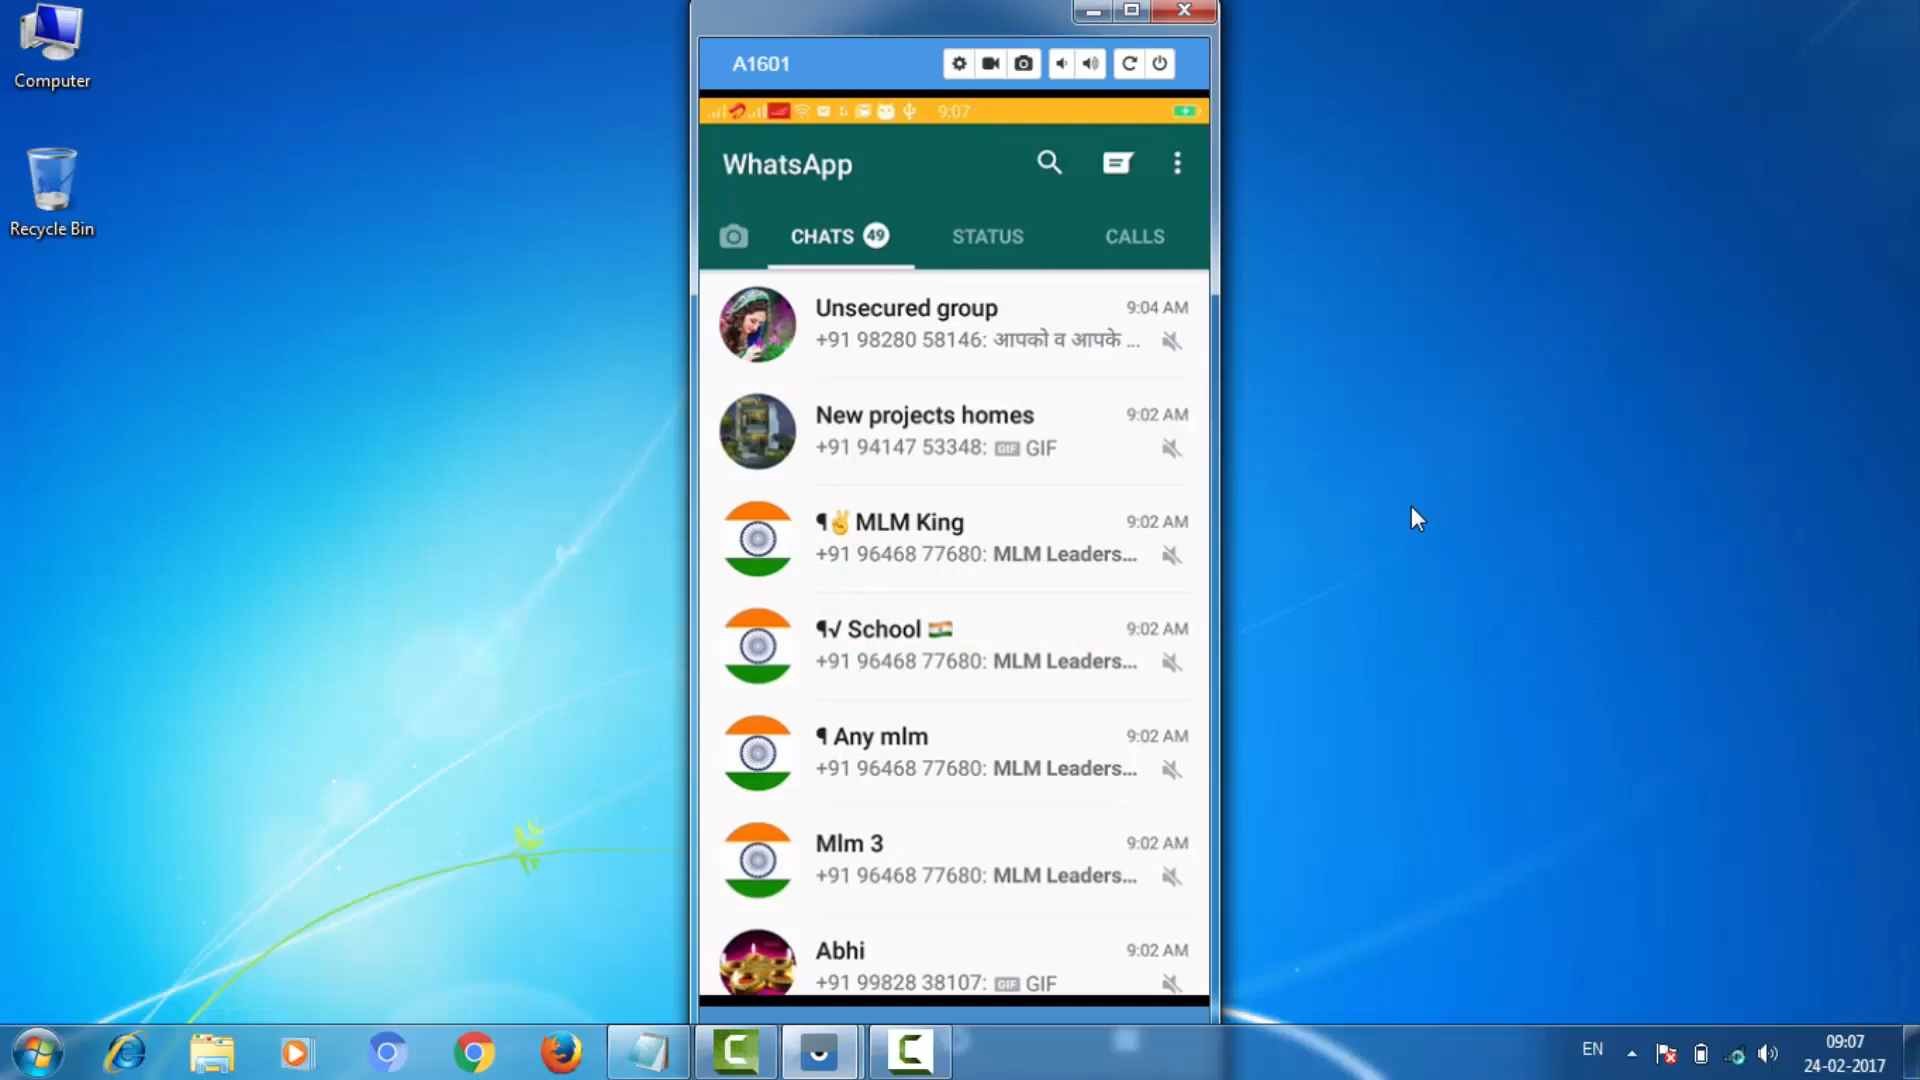 Computer
Recycle Bin
A1601
9:07
WhatsApp
CHATS 49
STATUS
CALLS
Unsecured group
9:04 AM
+91 98280 58146: आपको व आपके ...
New projects homes
9:02 AM
+91 94147 53348: GIF GIF
¶✌ MLM King
9:02 AM
+91 96468 77680: MLM Leaders...
¶√ School 🇮🇳
9:02 AM
+91 96468 77680: MLM Leaders...
¶ Any mlm
9:02 AM
+91 96468 77680: MLM Leaders...
Mlm 3
9:02 AM
+91 96468 77680: MLM Leaders...
Abhi
9:02 AM
+91 99828 38107: GIF GIF
EN
09:07
24-02-2017